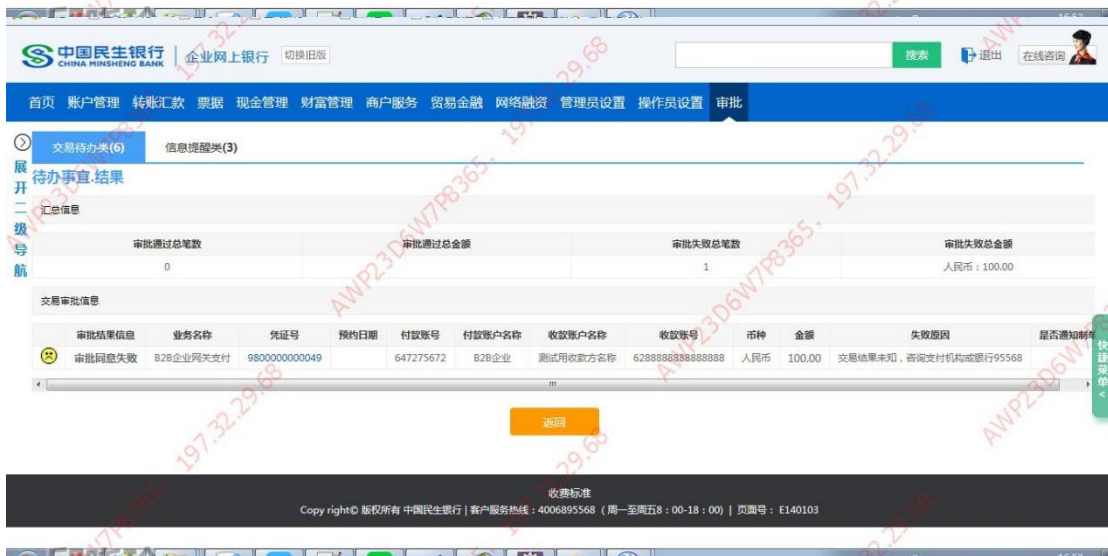 中国民生银行 CHINA MINSHENG BANK | 企业网上银行 切换旧版 搜索 退出 在线咨询
首页 账户管理 转账汇款 票据 现金管理 财富管理 商户服务 贸易金融 网络融资 管理员设置 操作员设置 审批
交易待办类(6) 信息提醒类(3)
展开二级导航
待办事宜.结果
汇总信息
审批通过总笔数 审批通过总金额 审批失败总笔数 审批失败总金额
0 1 人民币：100.00
交易审批信息
审批结果信息 业务名称 凭证号 预约日期 付款账号 付款账户名称 收款账户名称 收款账号 币种 金额 失败原因 是否通知制单
审批同意失败 B2B企业网关支付 9800000000049 647275672 B2B企业 测试用收款方名称 6288888888888888 人民币 100.00 交易结果未知，咨询支付机构或银行95568
快捷菜单 <
返回
收费标准
Copy right© 版权所有 中国民生银行 | 客户服务热线：4006895568（周一至周五8：00-18：00） | 页面号：E140103
AWP23D6W7P8365. 197.32.29.68